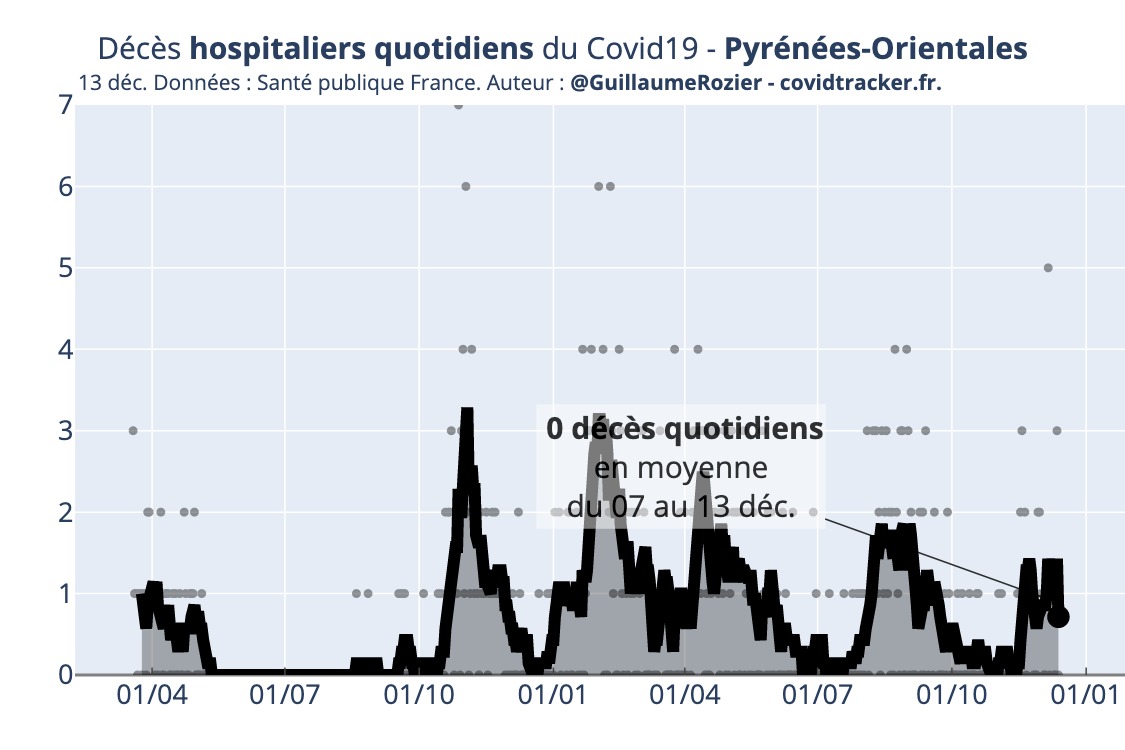 Décès hospitaliers quotidiens du Covid19 - Pyrénées-Orientales
13 déc. Données : Santé publique France. Auteur : @GuillaumeRozier - covidtracker.fr.
7
6
5
4
3
2
1
0
0 décès quotidiens
en moyenne
du 07 au 13 déc.
01/04 01/07 01/10 01/01 01/04 01/07 01/10 01/01